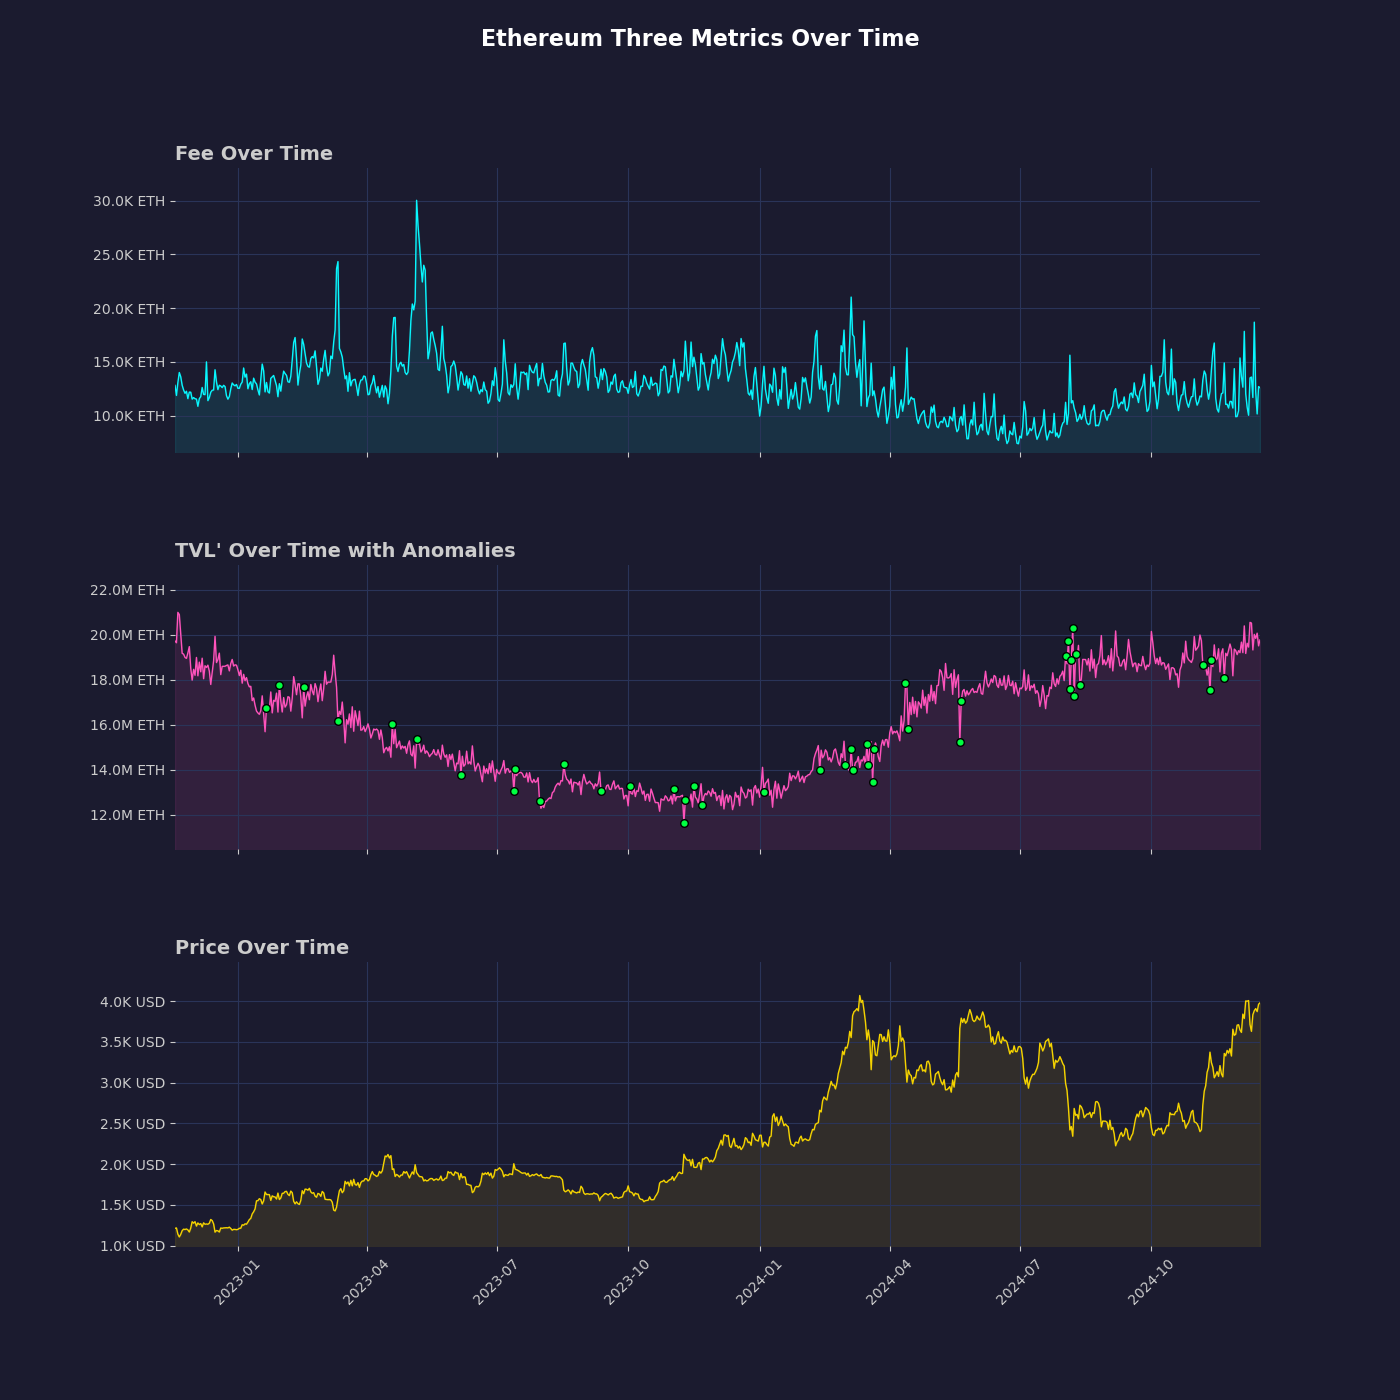 Ethereum Three Metrics Over Time
Fee Over Time
30.0K ETH
25.0K ETH
20.0K ETH
15.0K ETH
10.0K ETH
TVL' Over Time with Anomalies
22.0M ETH
20.0M ETH
18.0M ETH
16.0M ETH
14.0M ETH
12.0M ETH
Price Over Time
4.0K USD
3.5K USD
3.0K USD
2.5K USD
2.0K USD
1.5K USD
1.0K USD
2023-01
2023-04
2023-07
2023-10
2024-01
2024-04
2024-07
2024-10